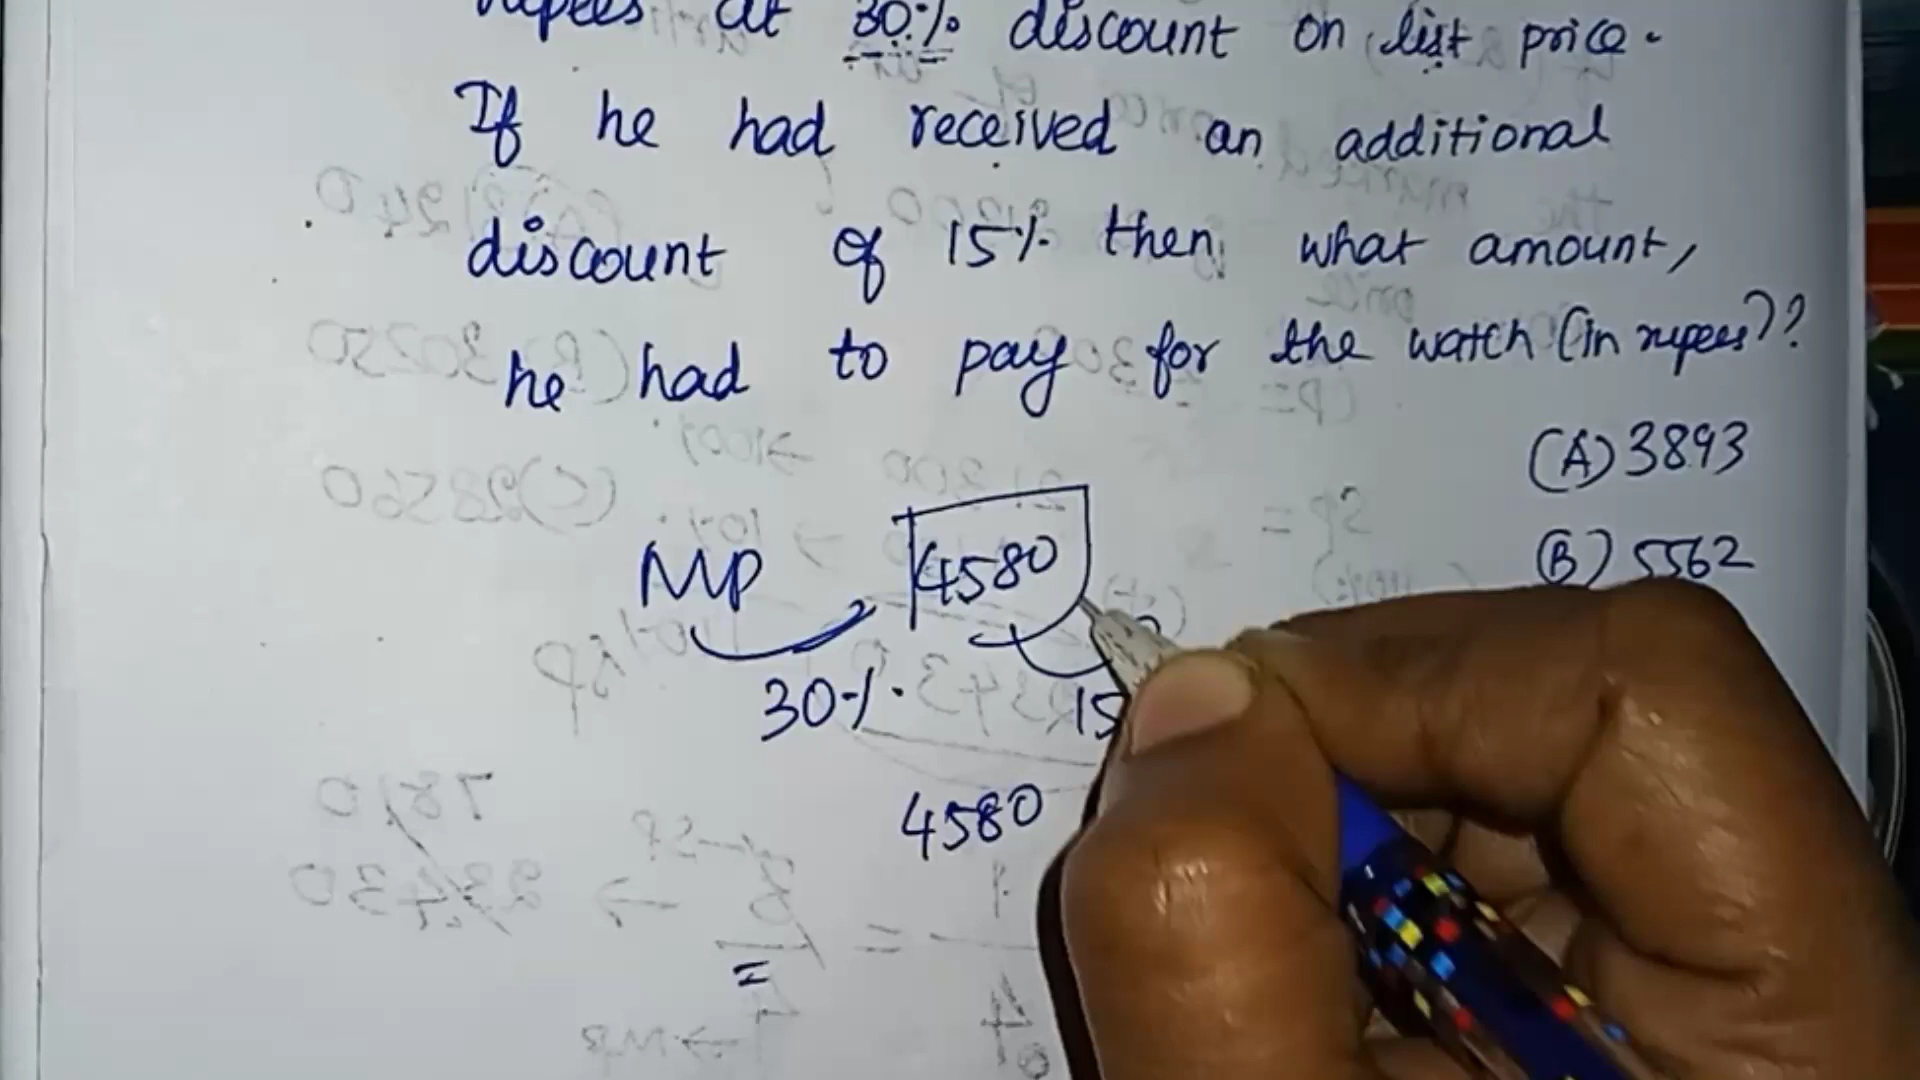 rupees at 30% discount on list price.
If he had received an additional
discount of 15% then what amount,
he had to pay for the watch (in rupees)?
(A) 3893
(B) 5562
MP 4580
30%. 15
4580